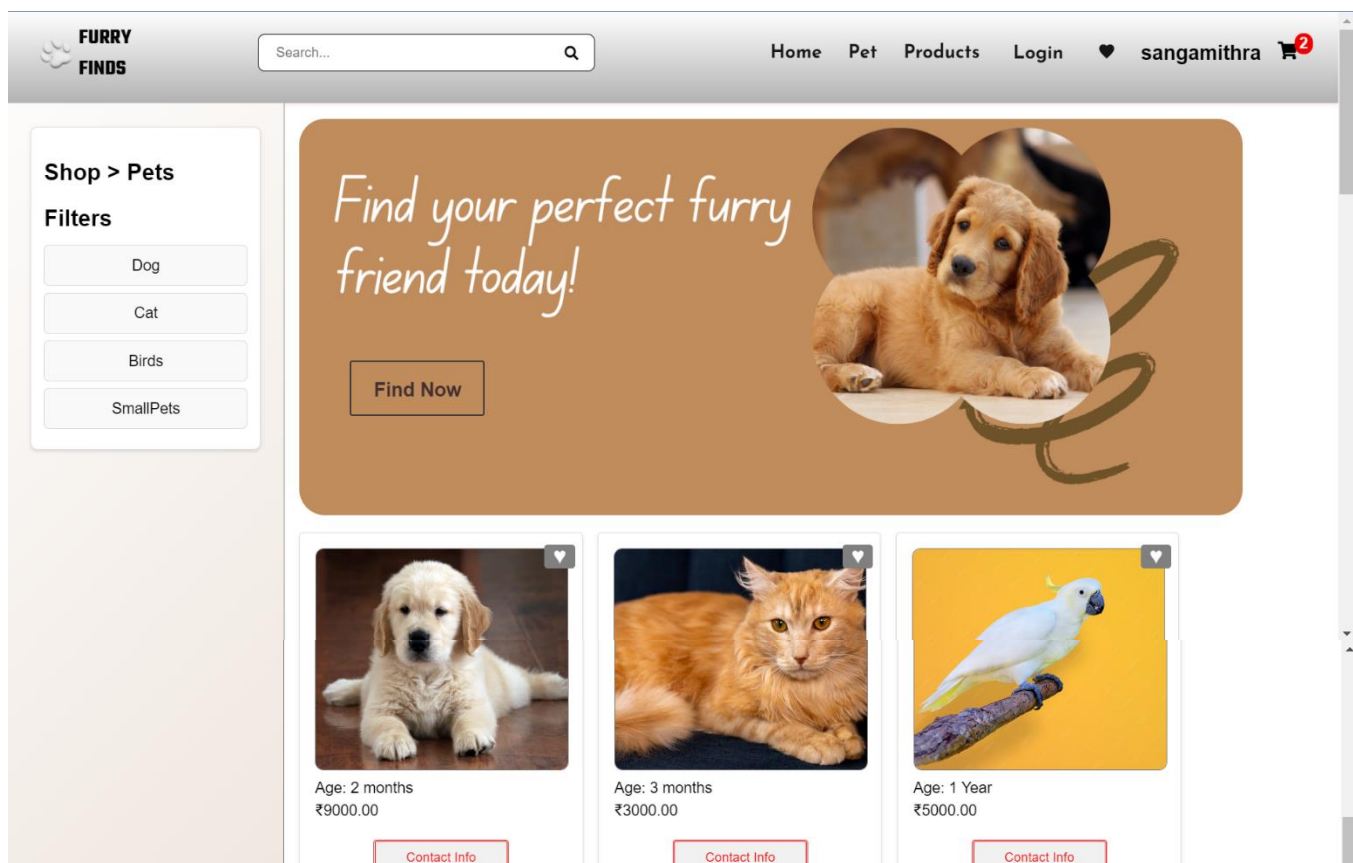 FURRY
FINDS
Search...
Home Pet Products Login sangamithra 2
Shop > Pets
Filters
Dog
Cat
Birds
SmallPets
Find your perfect furry
friend today!
Find Now
Age: 2 months
₹9000.00
Contact Info
Age: 3 months
₹3000.00
Contact Info
Age: 1 Year
₹5000.00
Contact Info